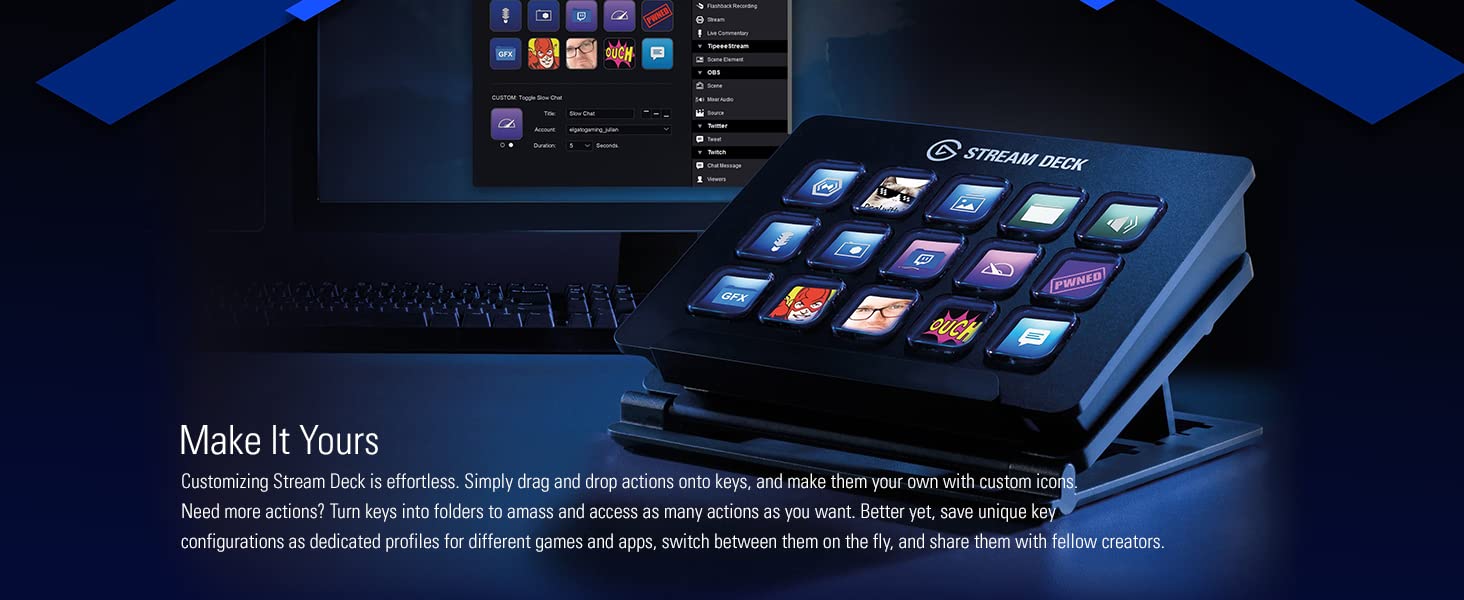 Flashback Recording
Stream
Live Commentary
TipeeeStream
Scene Element
OBS
Scene
Mixer Audio
Source
Twitter
Tweet
Twitch
Chat Message
Viewers
PWNED
GFX
OUCH
CUSTOM: Toggle Slow Chat
Title: Slow Chat
Account: elgatogaming_julian
Duration: 5 Seconds.
STREAM DECK
PWNED
GFX
OUCH
Make It Yours
Customizing Stream Deck is effortless. Simply drag and drop actions onto keys, and make them your own with custom icons.
Need more actions? Turn keys into folders to amass and access as many actions as you want. Better yet, save unique key
configurations as dedicated profiles for different games and apps, switch between them on the fly, and share them with fellow creators.